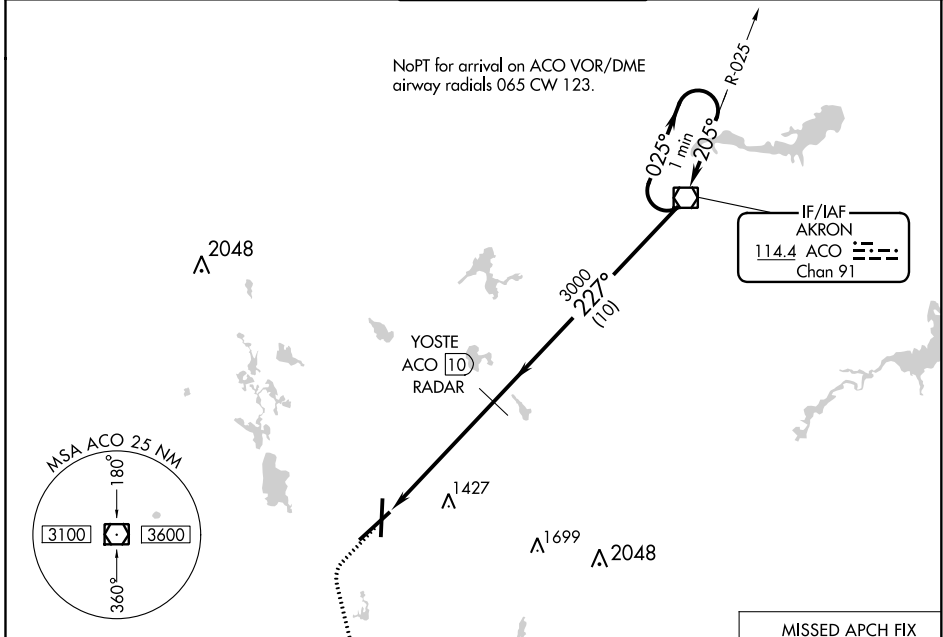 NoPT for arrival on ACO VOR/DME
airway radials 065 CW 123.
R-025
025°
1 min
205°
IF/IAF
AKRON
114.4 ACO
Chan 91
2048
3000
227°
(10)
YOSTE
ACO 10
RADAR
MSA ACO 25 NM
180°
3100
3600
360°
1427
1699
2048
MISSED APCH FIX